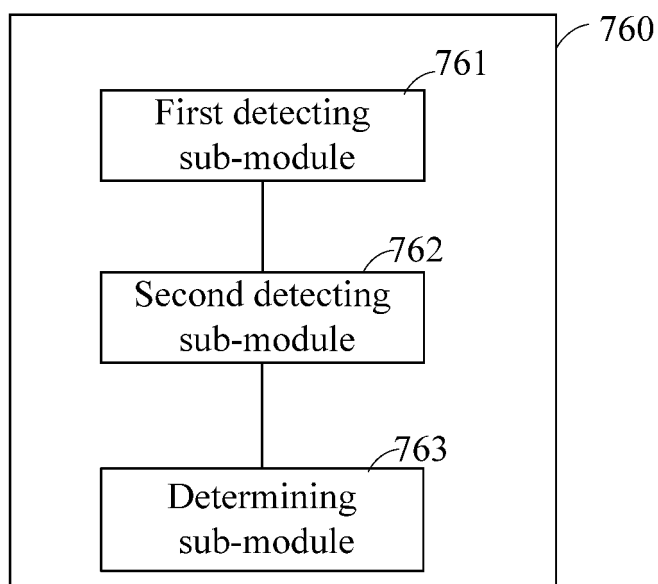 760
761
First detecting
sub-module
762
Second detecting
sub-module
763
Determining
sub-module